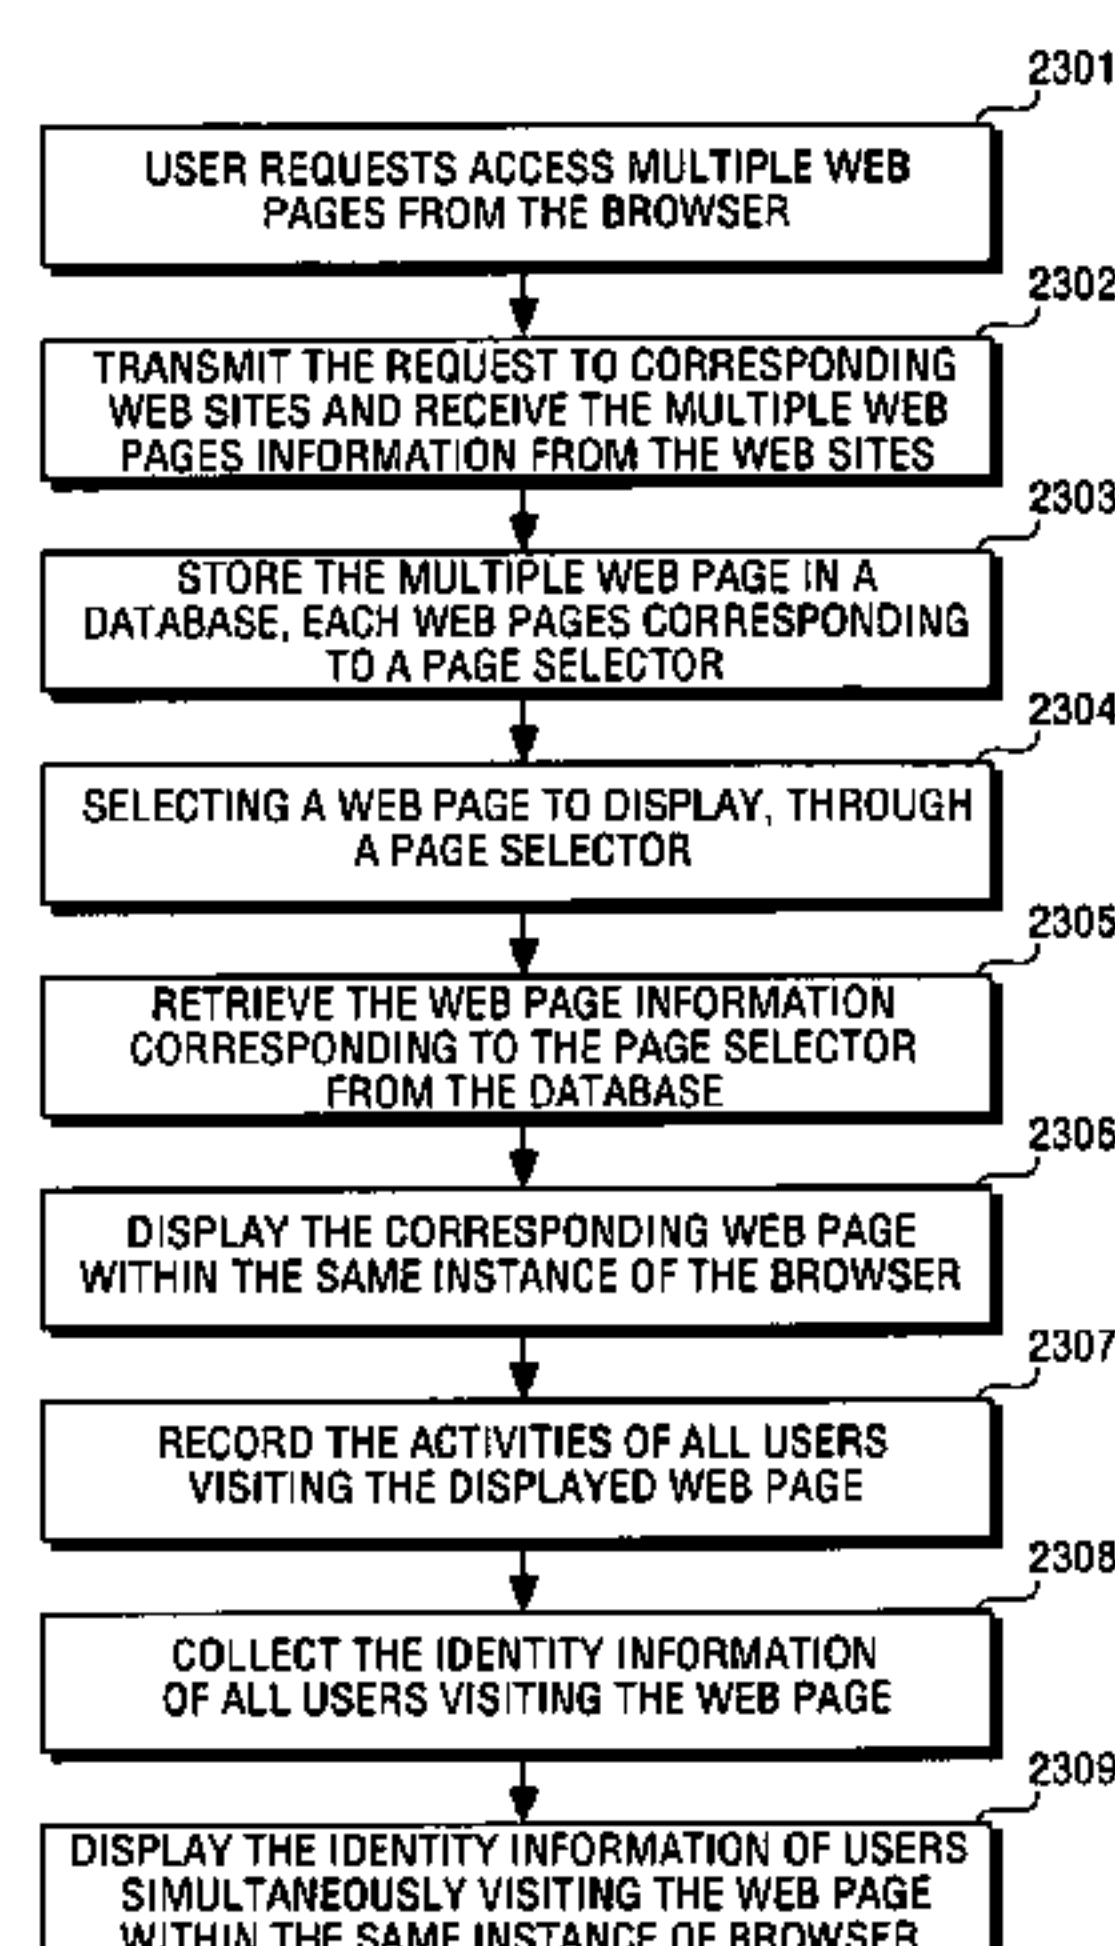 2301
USER REQUESTS ACCESS MULTIPLE WEB
PAGES FROM THE BROWSER
2302
TRANSMIT THE REQUEST TO CORRESPONDING
WEB SITES AND RECEIVE THE MULTIPLE WEB
PAGES INFORMATION FROM THE WEB SITES
2303
STORE THE MULTIPLE WEB PAGE IN A
DATABASE, EACH WEB PAGES CORRESPONDING
TO A PAGE SELECTOR
2304
SELECTING A WEB PAGE TO DISPLAY, THROUGH
A PAGE SELECTOR
2305
RETRIEVE THE WEB PAGE INFORMATION
CORRESPONDING TO THE PAGE SELECTOR
FROM THE DATABASE
2306
DISPLAY THE CORRESPONDING WEB PAGE
WITHIN THE SAME INSTANCE OF THE BROWSER
2307
RECORD THE ACTIVITIES OF ALL USERS
VISITING THE DISPLAYED WEB PAGE
2308
COLLECT THE IDENTITY INFORMATION
OF ALL USERS VISITING THE WEB PAGE
2309
DISPLAY THE IDENTITY INFORMATION OF USERS
SIMULTANEOUSLY VISITING THE WEB PAGE
WITHIN THE SAME INSTANCE OF BROWSER